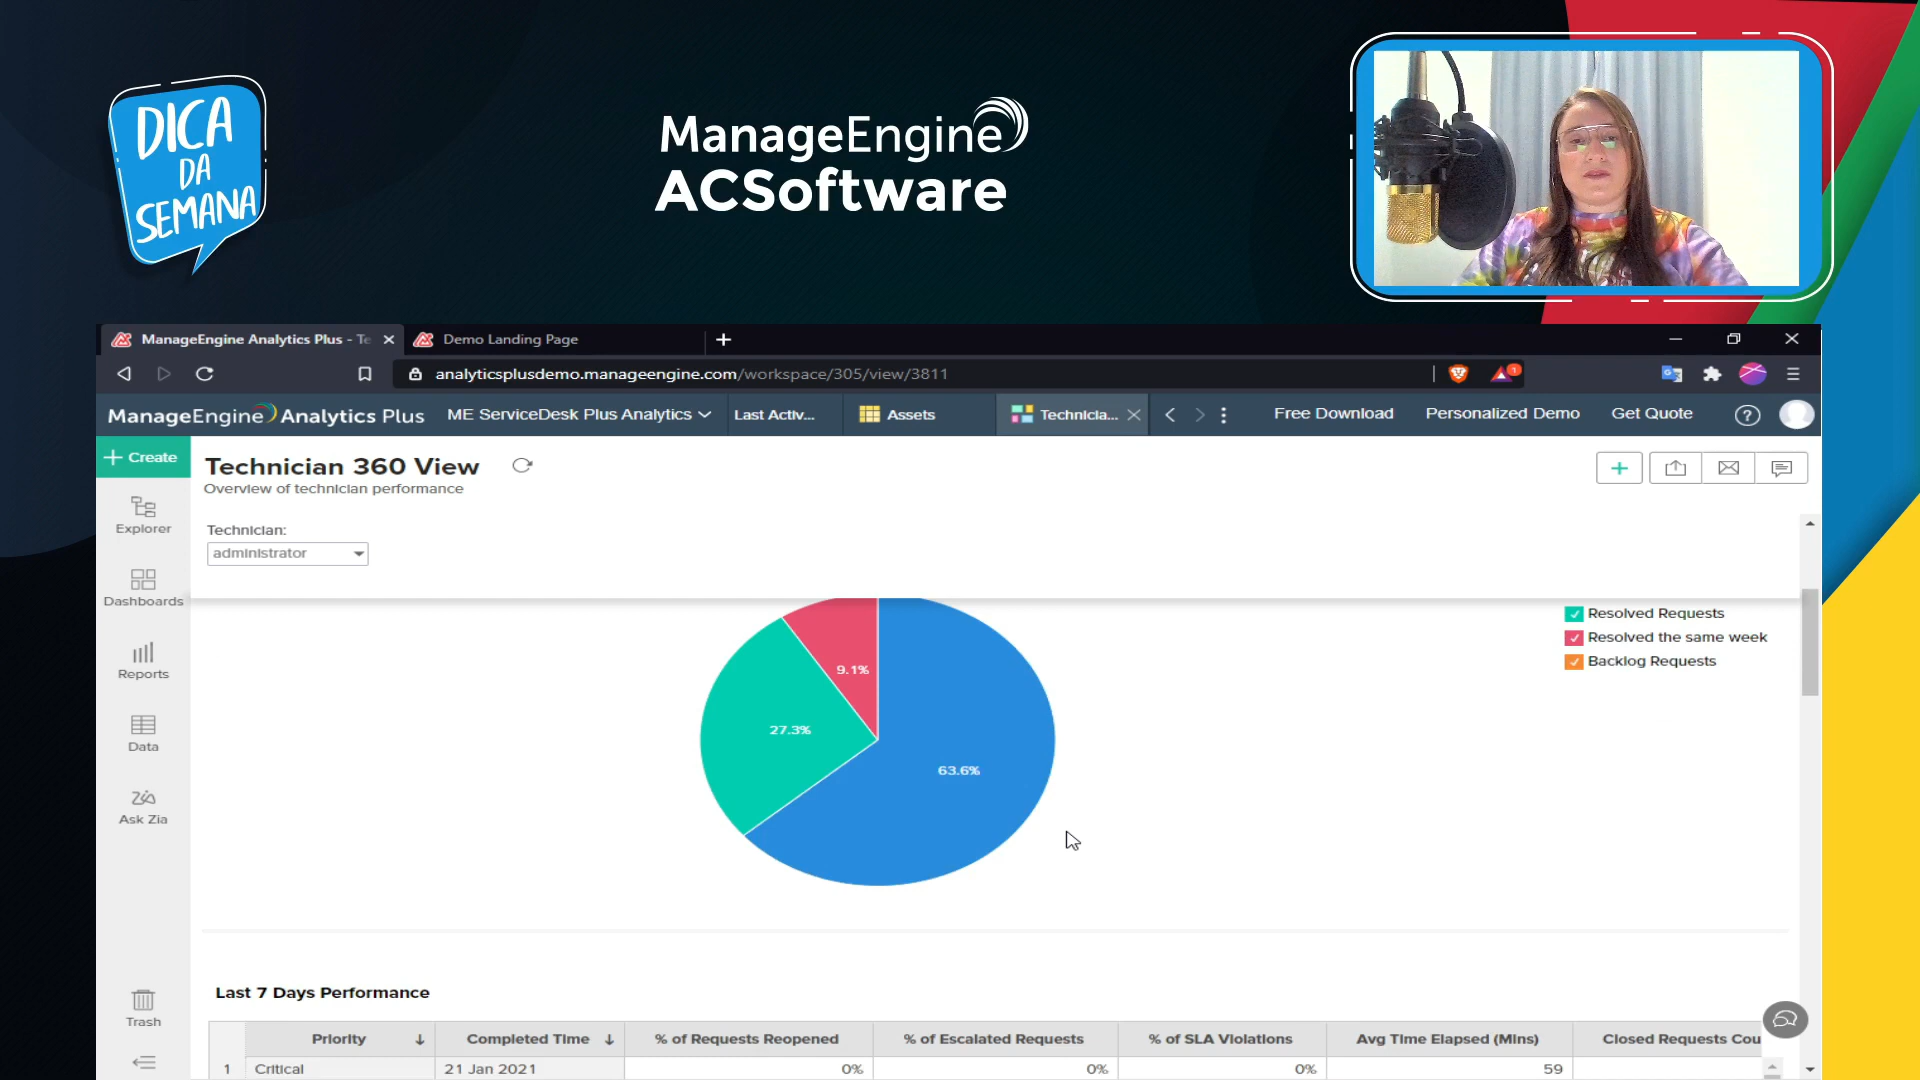 DICA
DA
SEMANA
ManageEngine
ACSoftware
ManageEngine Analytics Plus - Te
Demo Landing Page
analyticsplusdemo.manageengine.com/workspace/305/view/3811
1
ManageEngine Analytics Plus
ME ServiceDesk Plus Analytics
Last Activ...
Assets
Technicia...
Free Download
Personalized Demo
Get Quote
?
Create
Explorer
Dashboards
Reports
Data
Zia
Ask Zia
Trash
Technician 360 View
Overview of technician performance
Technician:
administrator
9.1%
27.3%
63.6%
Resolved Requests
Resolved the same week
Backlog Requests
Last 7 Days Performance
Priority Completed Time % of Requests Reopened % of Escalated Requests % of SLA Violations Avg Time Elapsed (Mins) Closed Requests Cou
1 Critical 21 Jan 2021 0% 0% 0% 59